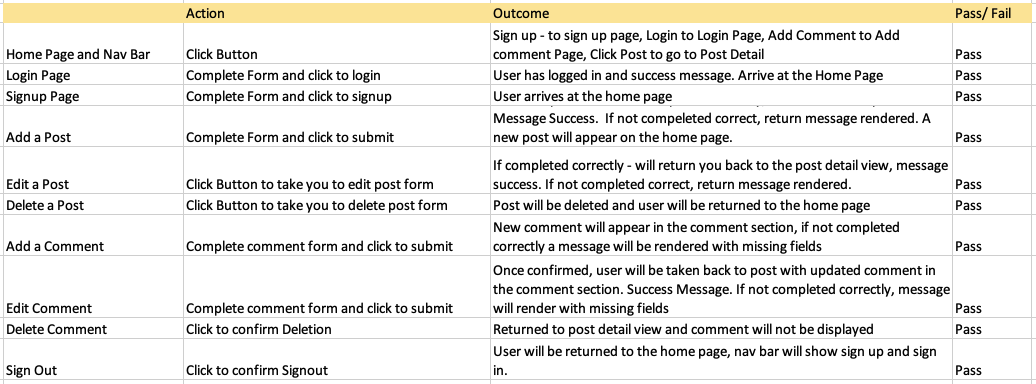 Action Outcome Pass/ Fail
Sign up - to sign up page, Login to Login Page, Add Comment to Add
Home Page and Nav Bar Click Button comment Page, Click Post to go to Post Detail Pass
Login Page Complete Form and click to login User has logged in and success message. Arrive at the Home Page Pass
Signup Page Complete Form and click to signup User arrives at the home page Pass
Message Success.  If not compeleted correct, return message rendered. A
Add a Post Complete Form and click to submit new post will appear on the home page. Pass
If completed correctly - will return you back to the post detail view, message
Edit a Post Click Button to take you to edit post form success. If not completed correct, return message rendered. Pass
Delete a Post Click Button to take you to delete post form Post will be deleted and user will be returned to the home page Pass
New comment will appear in the comment section, if not completed
Add a Comment Complete comment form and click to submit correctly a message will be rendered with missing fields Pass
Once confirmed, user will be taken back to post with updated comment in
the comment section. Success Message. If not completed correctly, message
Edit Comment Complete comment form and click to submit will render with missing fields Pass
Delete Comment Click to confirm Deletion Returned to post detail view and comment will not be displayed Pass
User will be returned to the home page, nav bar will show sign up and sign
Sign Out Click to confirm Signout in. Pass